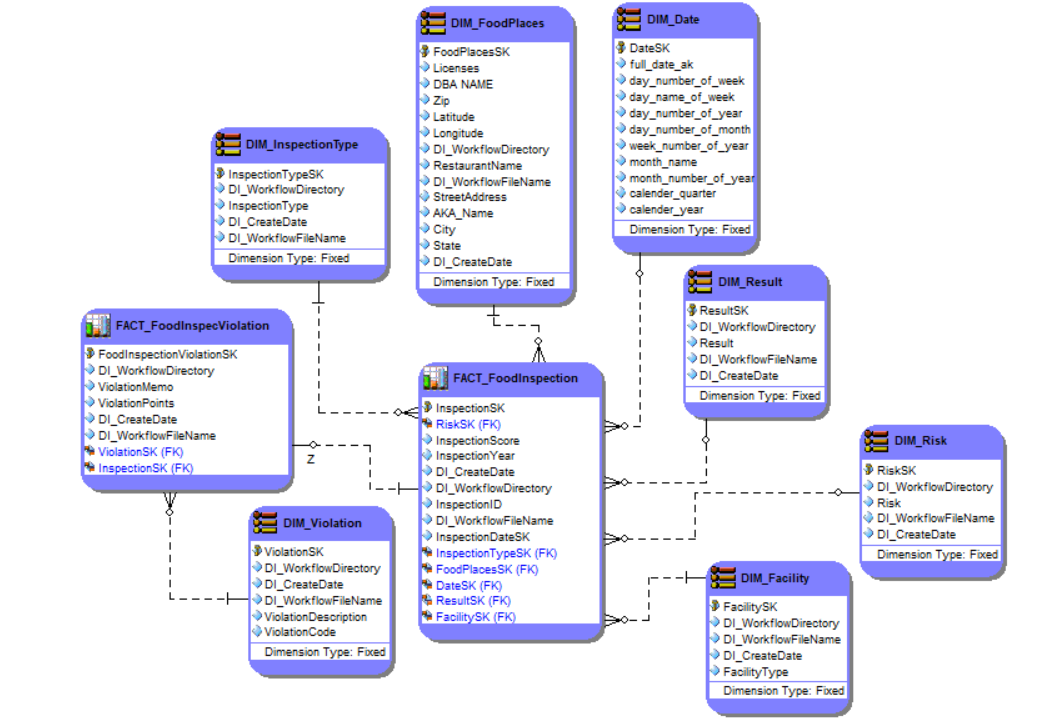 DIM_FoodPlaces
FoodPlacesSK
Licenses
DBA NAME
Zip
Latitude
Longitude
DI_WorkflowDirectory
RestaurantName
DI_WorkflowFileName
StreetAddress
AKA_Name
City
State
DI_CreateDate
Dimension Type: Fixed
DIM_Date
DateSK
full_date_ak
day_number_of_week
day_name_of_week
day_number_of_year
day_number_of_month
week_number_of_year
month_name
month_number_of_year
calender_quarter
calender_year
Dimension Type: Fixed
DIM_InspectionType
InspectionTypeSK
DI_WorkflowDirectory
InspectionType
DI_CreateDate
DI_WorkflowFileName
Dimension Type: Fixed
DIM_Result
ResultSK
DI_WorkflowDirectory
Result
DI_WorkflowFileName
DI_CreateDate
Dimension Type: Fixed
FACT_FoodInspecViolation
FoodInspectionViolationSK
DI_WorkflowDirectory
ViolationMemo
ViolationPoints
DI_CreateDate
DI_WorkflowFileName
ViolationSK (FK)
InspectionSK (FK)
Z
FACT_FoodInspection
InspectionSK
RiskSK (FK)
InspectionScore
InspectionYear
DI_CreateDate
DI_WorkflowDirectory
InspectionID
DI_WorkflowFileName
InspectionDateSK
InspectionTypeSK (FK)
FoodPlacesSK (FK)
DateSK (FK)
ResultSK (FK)
FacilitySK (FK)
DIM_Risk
RiskSK
DI_WorkflowDirectory
Risk
DI_WorkflowFileName
DI_CreateDate
Dimension Type: Fixed
DIM_Violation
ViolationSK
DI_WorkflowDirectory
DI_CreateDate
DI_WorkflowFileName
ViolationDescription
ViolationCode
Dimension Type: Fixed
DIM_Facility
FacilitySK
DI_WorkflowDirectory
DI_WorkflowFileName
DI_CreateDate
FacilityType
Dimension Type: Fixed